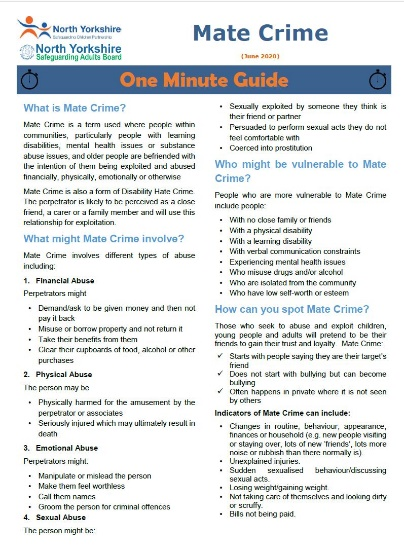 North Yorkshire
Safeguarding Children Partnership
North Yorkshire
Safeguarding Adults Board
Mate Crime
(June 2020)
One Minute Guide
What is Mate Crime?
Mate Crime is a term used where people within
communities, particularly people with learning
disabilities, mental health issues or substance
abuse issues, and older people are befriended with
the intention of them being exploited and abused
financially, physically, emotionally or otherwise
Mate Crime is also a form of Disability Hate Crime.
The perpetrator is likely to be perceived as a close
friend, a carer or a family member and will use this
relationship for exploitation.
What might Mate Crime involve?
Mate Crime involves different types of abuse
including:
1. Financial Abuse
Perpetrators might
• Demand/ask to be given money and then not
pay it back
• Misuse or borrow property and not return it
• Take their benefits from them
• Clear their cupboards of food, alcohol or other
purchases
2. Physical Abuse
The person may be
• Physically harmed for the amusement by the
perpetrator or associates
• Seriously injured which may ultimately result in
death
3. Emotional Abuse
Perpetrators might:
• Manipulate or mislead the person
• Make them feel worthless
• Call them names
• Groom the person for criminal offences
4. Sexual Abuse
The person might be:
• Sexually exploited by someone they think is
their friend or partner
• Persuaded to perform sexual acts they do not
feel comfortable with
• Coerced into prostitution
Who might be vulnerable to Mate
Crime?
People who are more vulnerable to Mate Crime
include people:
• With no close family or friends
• With a physical disability
• With a learning disability
• With verbal communication constraints
• Experiencing mental health issues
• Who misuse drugs and/or alcohol
• Who are isolated from the community
• Who have low self-worth or esteem
How can you spot Mate Crime?
Those who seek to abuse and exploit children,
young people and adults will pretend to be their
friends to gain their trust and loyalty. Mate Crime:
✓ Starts with people saying they are their target's
friend
✓ Does not start with bullying but can become
bullying
✓ Often happens in private where it is not seen
by others
Indicators of Mate Crime can include:
• Changes in routine, behaviour, appearance,
finances or household (e.g. new people visiting
or staying over, lots of new 'friends', lots more
noise or rubbish than there normally is).
• Unexplained injuries.
• Sudden sexualised behaviour/discussing
sexual acts.
• Losing weight/gaining weight.
• Not taking care of themselves and looking dirty
or scruffy.
• Bills not being paid.